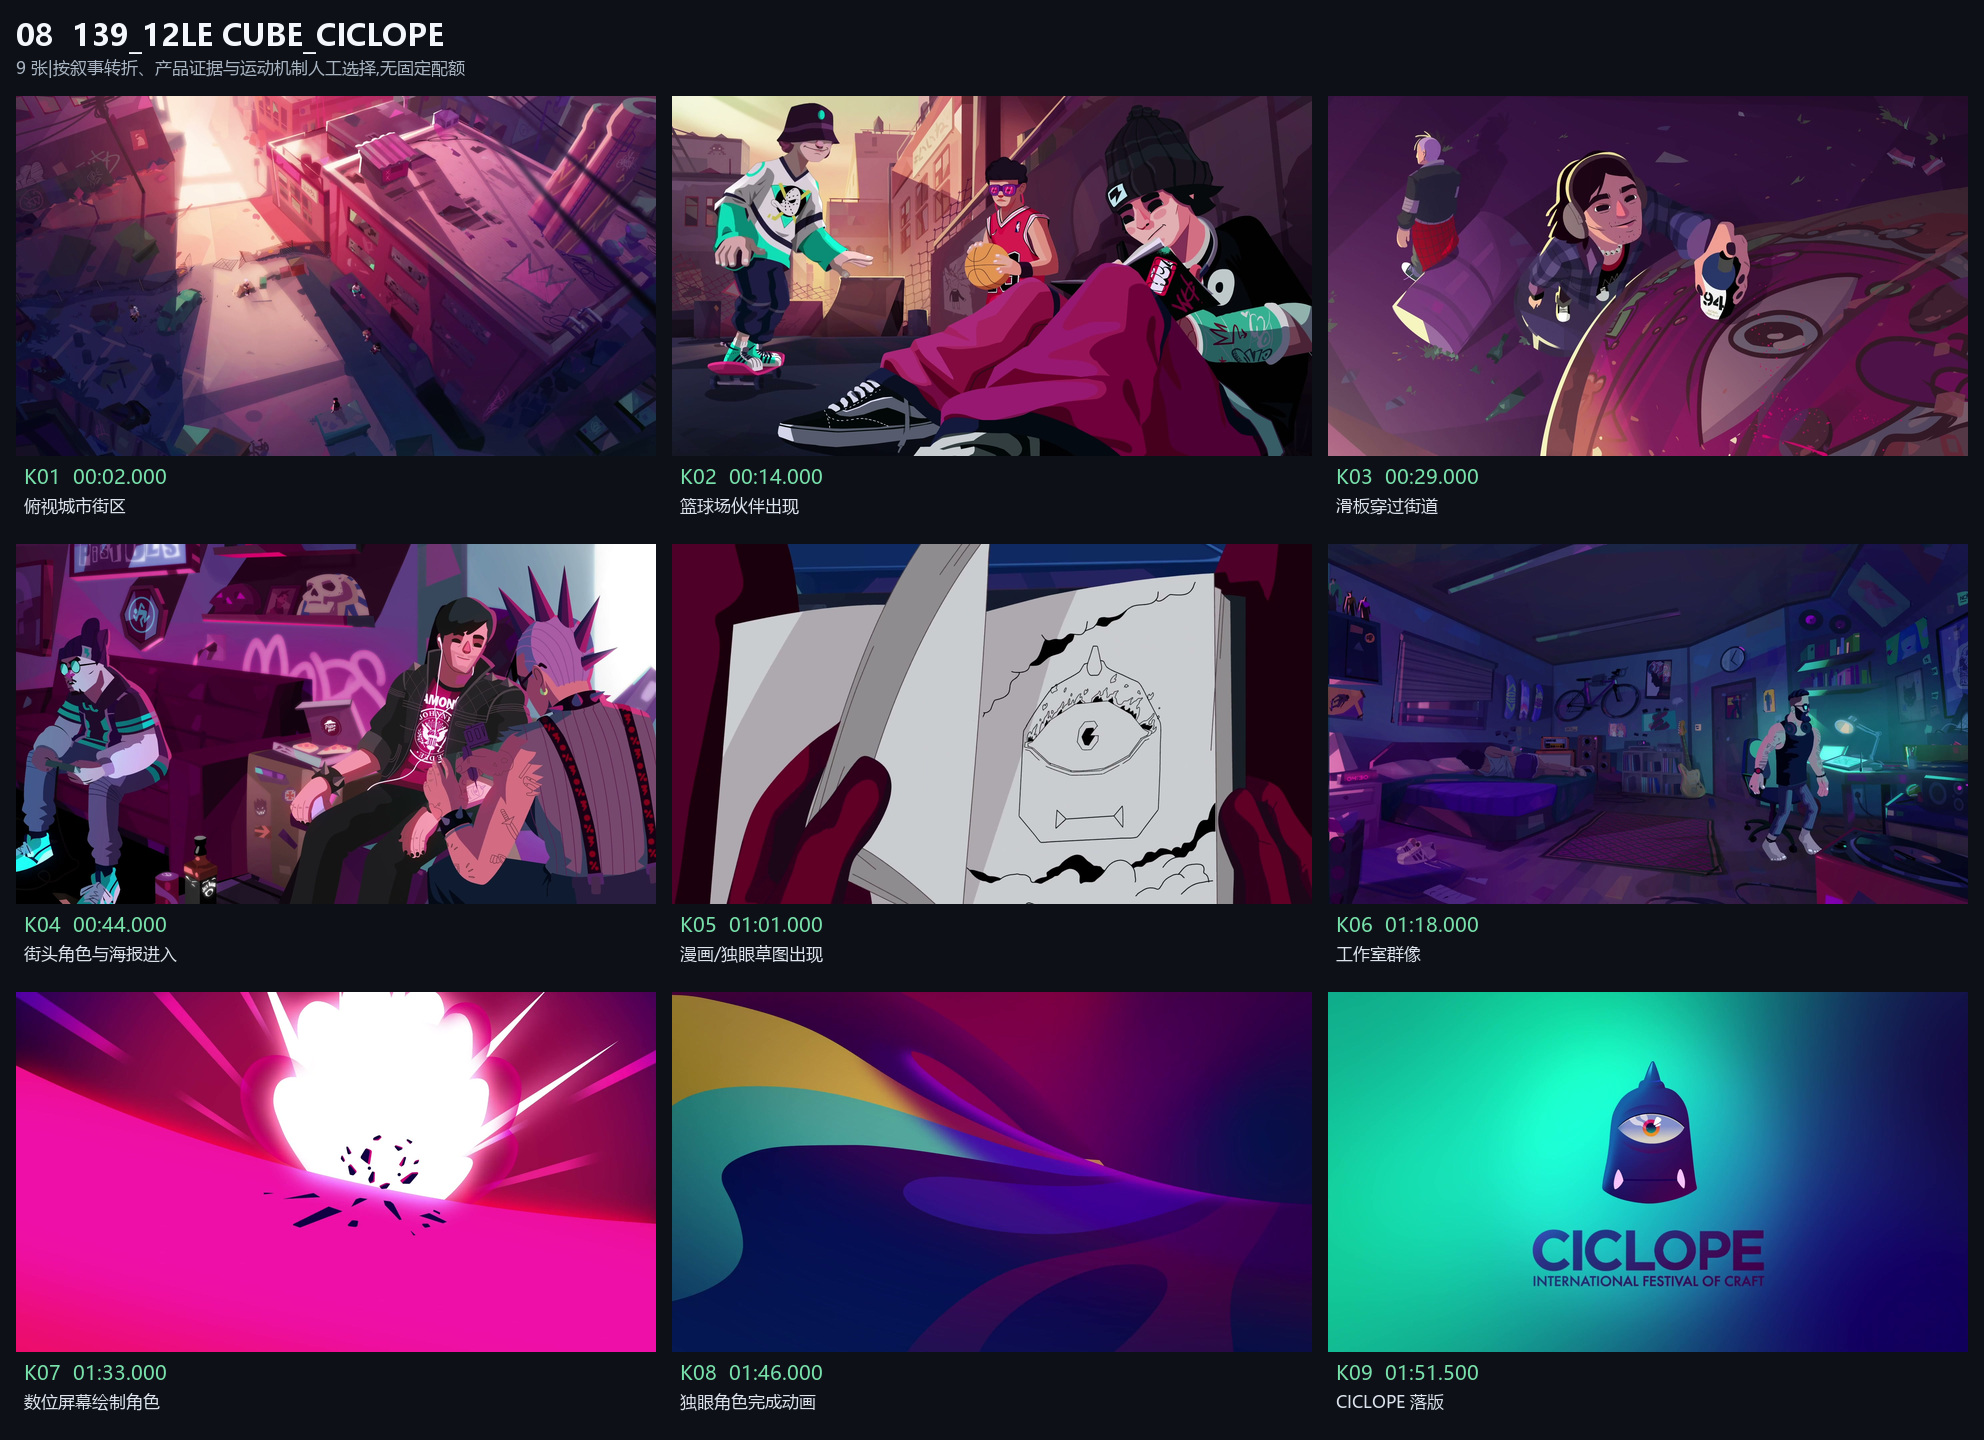 08 139_12LE CUBE_CICLOPE
9 张|按叙事转折、产品证据与运动机制人工选择,无固定配额
94
K01 00:02.000
俯视城市街区
K02 00:14.000
篮球场伙伴出现
K03 00:29.000
滑板穿过街道
K04 00:44.000
街头角色与海报进入
K05 01:01.000
漫画/独眼草图出现
K06 01:18.000
工作室群像
CICLOPE
INTERNATIONAL FESTIVAL OF CRAFT
K07 01:33.000
数位屏幕绘制角色
K08 01:46.000
独眼角色完成动画
K09 01:51.500
CICLOPE 落版